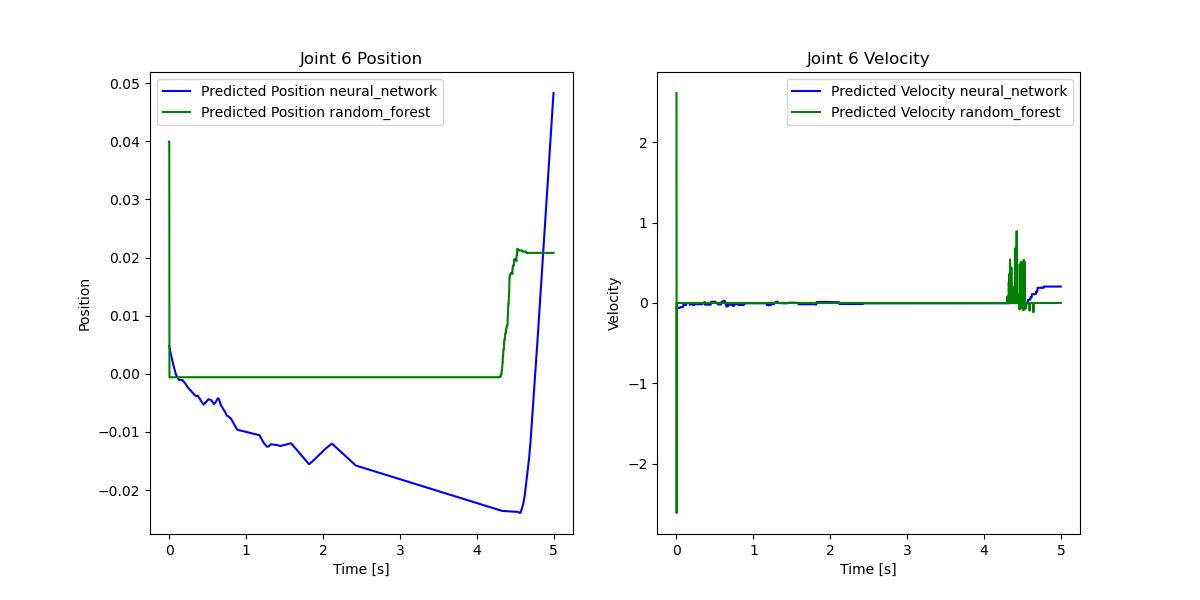 Joint 6 Position
Predicted Position neural_network
Predicted Position random_forest
0.05
0.04
0.03
0.02
0.01
0.00
−0.01
−0.02
Position
0 1 2 3 4 5
Time [s]
Joint 6 Velocity
Predicted Velocity neural_network
Predicted Velocity random_forest
2
1
0
−1
−2
Velocity
0 1 2 3 4 5
Time [s]